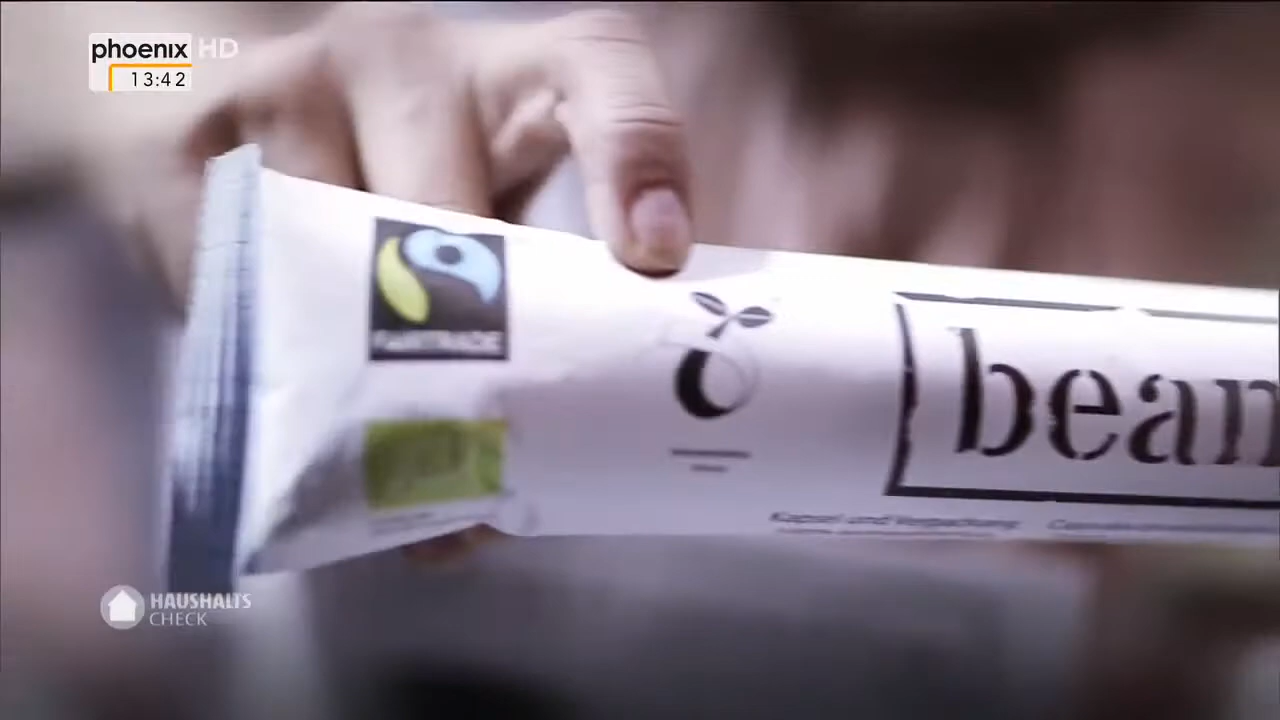 phoenix HD
13:42
FAIRTRADE
bean
Kapsel und Verpackung
HAUSHALTS
CHECK